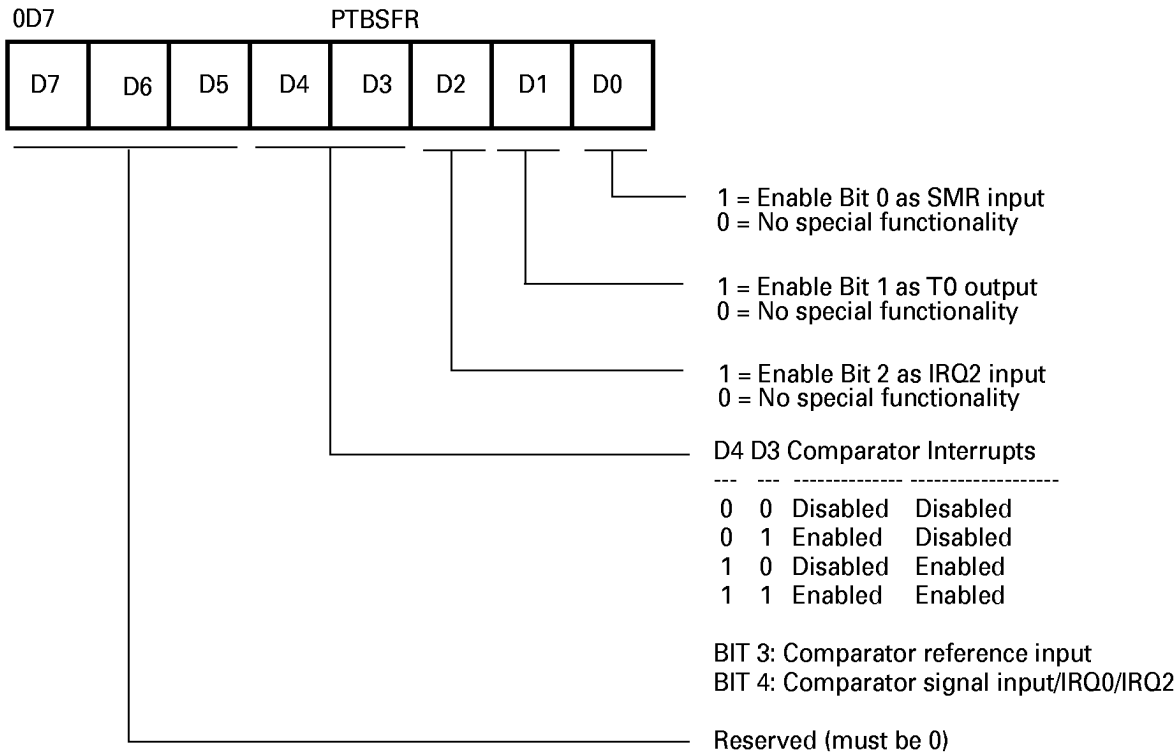 0D7 PTBSFR
D7 D6 D5 D4 D3 D2 D1 D0
1 = Enable Bit 0 as SMR input
0 = No special functionality
1 = Enable Bit 1 as T0 output
0 = No special functionality
1 = Enable Bit 2 as IRQ2 input
0 = No special functionality
D4 D3 Comparator Interrupts
--- --- --------------- --------------------
0 0 Disabled Disabled
0 1 Enabled Disabled
1 0 Disabled Enabled
1 1 Enabled Enabled
BIT 3: Comparator reference input
BIT 4: Comparator signal input/IRQ0/IRQ2
Reserved (must be 0)